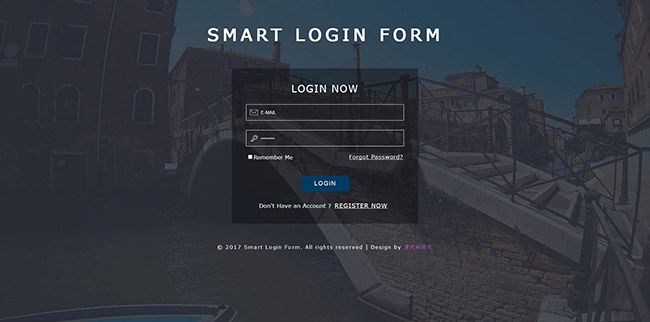 SMART LOGIN FORM
LOGIN NOW
E-MAIL
Remember Me Forgot Password?
LOGIN
Don't Have an Account ? REGISTER NOW
© 2017 Smart Login Form. All rights reserved | Design by